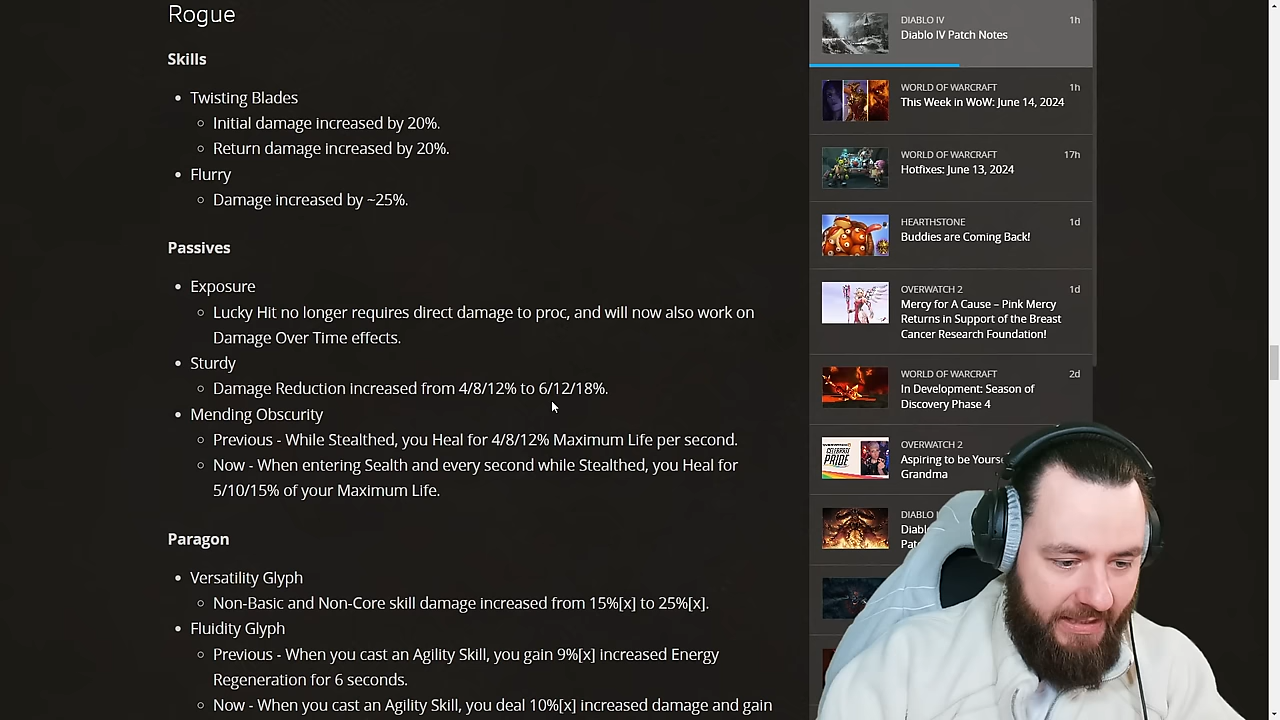 Rogue
Skills
• Twisting Blades
○ Initial damage increased by 20%.
○ Return damage increased by 20%.
• Flurry
○ Damage increased by ~25%.
Passives
• Exposure
○ Lucky Hit no longer requires direct damage to proc, and will now also work on
Damage Over Time effects.
• Sturdy
○ Damage Reduction increased from 4/8/12% to 6/12/18%.
• Mending Obscurity
○ Previous - While Stealthed, you Heal for 4/8/12% Maximum Life per second.
○ Now - When entering Sealth and every second while Stealthed, you Heal for
5/10/15% of your Maximum Life.
Paragon
• Versatility Glyph
○ Non-Basic and Non-Core skill damage increased from 15%[x] to 25%[x].
• Fluidity Glyph
○ Previous - When you cast an Agility Skill, you gain 9%[x] increased Energy
Regeneration for 6 seconds.
○ Now - When you cast an Agility Skill, you deal 10%[x] increased damage and gain
DIABLO IV 1h
Diablo IV Patch Notes
WORLD OF WARCRAFT 1h
This Week in WoW: June 14, 2024
WORLD OF WARCRAFT 17h
Hotfixes: June 13, 2024
HEARTHSTONE 1d
Buddies are Coming Back!
OVERWATCH 2 1d
Mercy for A Cause – Pink Mercy
Returns in Support of the Breast
Cancer Research Foundation!
WORLD OF WARCRAFT 2d
In Development: Season of
Discovery Phase 4
OVERWATCH 2
Aspiring to be
Grandma
CELEBRATE
PRIDE
DIABLO